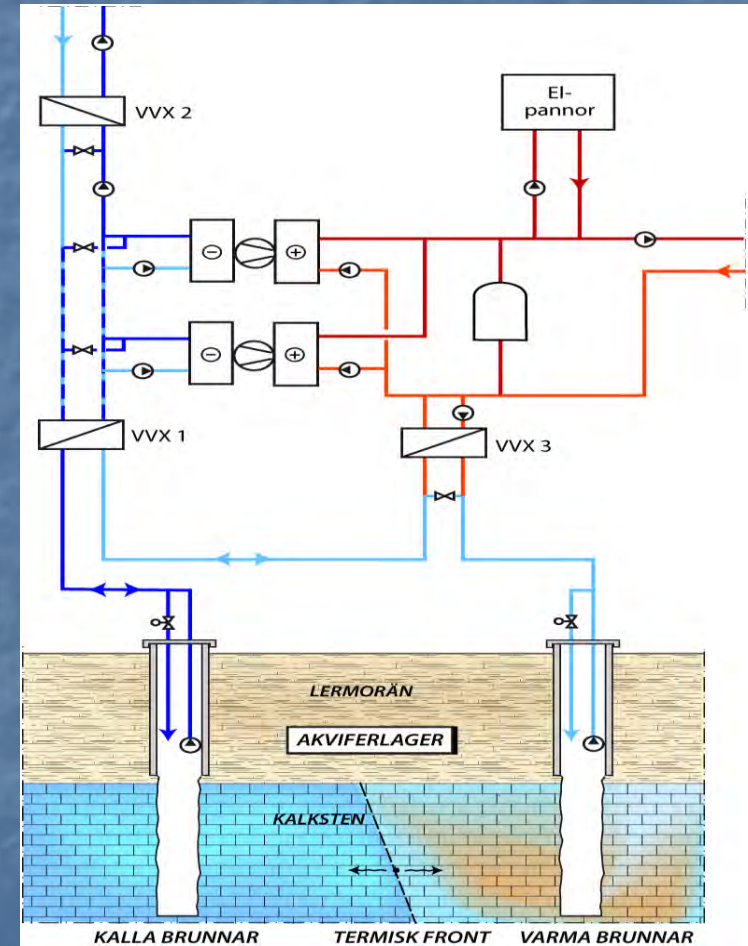 El-
pannor
VVX 2
VVX 1
VVX 3
LERMORÄN
AKVIFERLAGER
KALKSTEN
KALLA BRUNNAR
TERMISK FRONT
VARMA BRUNNAR